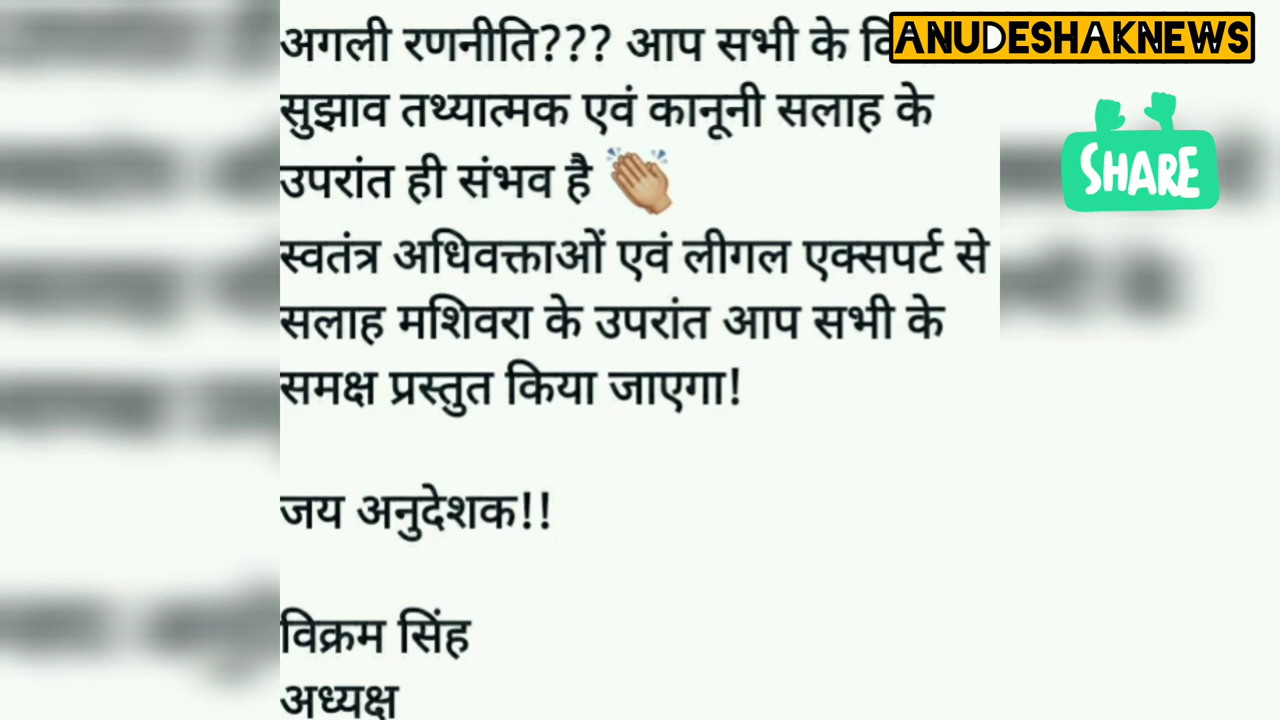 अगली रणनीति??? आप सभी के
ANUDESHAKNEWS
सुझाव तथ्यात्मक एवं कानूनी सलाह के
उपरांत ही संभव है 👏🏼
SHARE
स्वतंत्र अधिवक्ताओं एवं लीगल एक्सपर्ट से
सलाह मशिवरा के उपरांत आप सभी के
समक्ष प्रस्तुत किया जाएगा!
जय अनुदेशक!!
विक्रम सिंह
अध्यक्ष